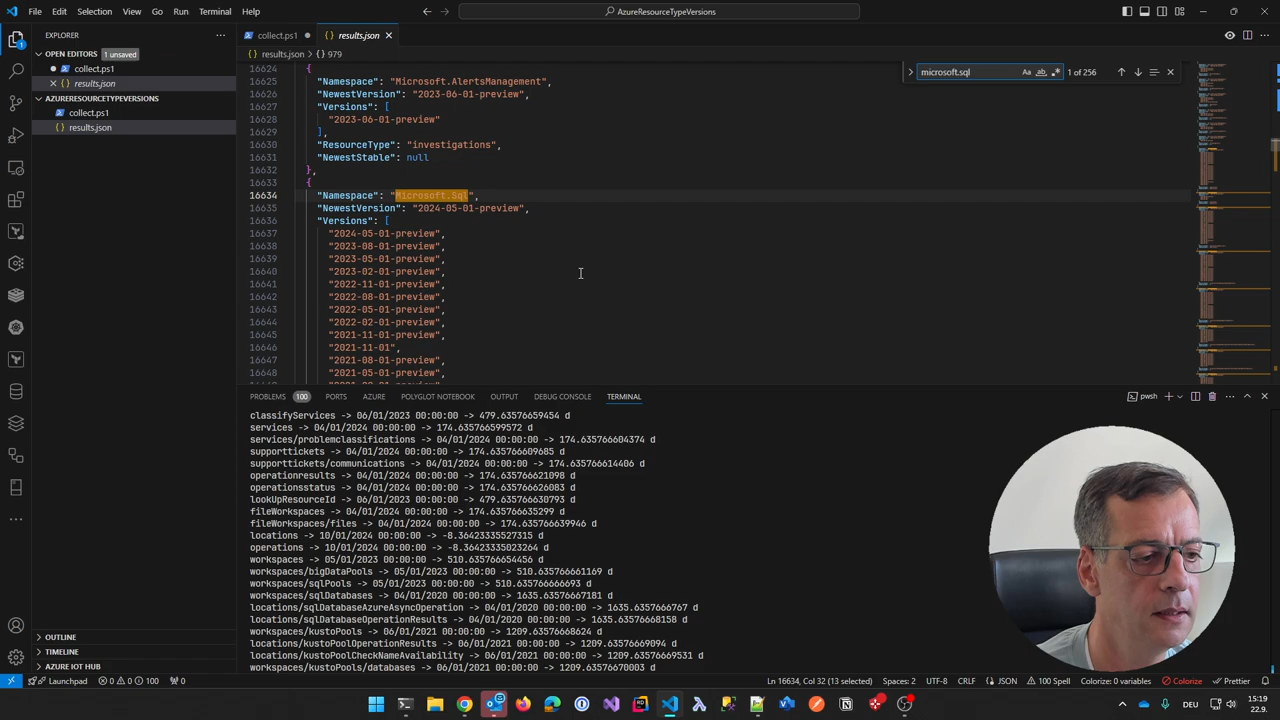 File Edit Selection View Go Run Terminal Help
AzureResourceTypeVersions
EXPLORER
OPEN EDITORS 1 unsaved
collect.ps1
results.json
AZURERESOURCETYPEVERSIONS
collect.ps1
results.json
OUTLINE
TIMELINE
AZURE IOT HUB
collect.ps1
results.json
results.json > {} 979
microsoft.sql
Aa
ab
1 of 256
16624 {
16625 "Namespace": "Microsoft.AlertsManagement",
16626 "NewestVersion": "2023-06-01-preview",
16627 "Versions": [
16628 "2023-06-01-preview"
16629 ],
16630 "ResourceType": "investigations",
16631 "NewestStable": null
16632 },
16633 {
16634 "Namespace": "Microsoft.Sql",
16635 "NewestVersion": "2024-05-01-preview",
16636 "Versions": [
16637 "2024-05-01-preview",
16638 "2023-08-01-preview",
16639 "2023-05-01-preview",
16640 "2023-02-01-preview",
16641 "2022-11-01-preview",
16642 "2022-08-01-preview",
16643 "2022-05-01-preview",
16644 "2022-02-01-preview",
16645 "2021-11-01-preview",
16646 "2021-11-01",
16647 "2021-08-01-preview",
16648 "2021-05-01-preview",
PROBLEMS 100 PORTS AZURE POLYGLOT NOTEBOOK OUTPUT DEBUG CONSOLE TERMINAL
pwsh
classifyServices -> 06/01/2023 00:00:00 -> 479.63576659454 d
services -> 04/01/2024 00:00:00 -> 174.635766599572 d
services/problemclassifications -> 04/01/2024 00:00:00 -> 174.635766604374 d
supporttickets -> 04/01/2024 00:00:00 -> 174.635766609685 d
supporttickets/communications -> 04/01/2024 00:00:00 -> 174.635766614406 d
operationresults -> 04/01/2024 00:00:00 -> 174.635766621098 d
operationsstatus -> 04/01/2024 00:00:00 -> 174.635766626083 d
lookUpResourceId -> 06/01/2023 00:00:00 -> 479.635766630793 d
fileWorkspaces -> 04/01/2024 00:00:00 -> 174.635766635299 d
fileWorkspaces/files -> 04/01/2024 00:00:00 -> 174.635766639946 d
locations -> 10/01/2024 00:00:00 -> -8.36423335527315 d
operations -> 10/01/2024 00:00:00 -> -8.36423335023264 d
workspaces -> 05/01/2023 00:00:00 -> 510.635766654456 d
workspaces/bigDataPools -> 05/01/2023 00:00:00 -> 510.635766661169 d
workspaces/sqlPools -> 05/01/2023 00:00:00 -> 510.635766666693 d
workspaces/sqlDatabases -> 04/01/2020 00:00:00 -> 1635.63576667181 d
locations/sqlDatabaseAzureAsyncOperation -> 04/01/2020 00:00:00 -> 1635.6357666767 d
locations/sqlDatabaseOperationResults -> 04/01/2020 00:00:00 -> 1635.63576668158 d
workspaces/kustoPools -> 06/01/2021 00:00:00 -> 1209.6357668624 d
locations/kustoPoolOperationResults -> 06/01/2021 00:00:00 -> 1209.63576669094 d
locations/kustoPoolCheckNameAvailability -> 06/01/2021 00:00:00 -> 1209.63576669531 d
workspaces/kustoPools/databases -> 06/01/2021 00:00:00 -> 1209.63576670003 d
Launchpad 0 0 100 0
Ln 16634, Col 32 (13 selected) Spaces: 2 UTF-8 CRLF {} JSON 100 Spell Colorize: 0 variables Colorize Prettier
DEU
15:19
22.9.